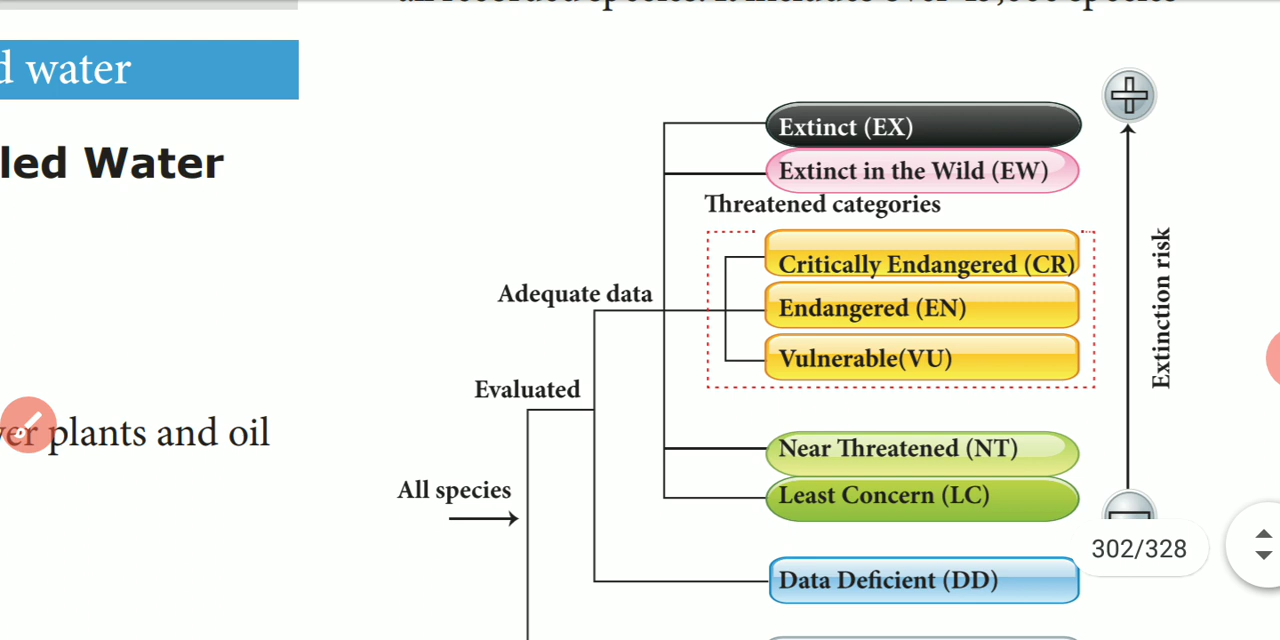 d water
led Water
plants and oil
Extinct (EX)
Extinct in the Wild (EW)
Threatened categories
Critically Endangered (CR)
Adequate data
Endangered (EN)
Vulnerable(VU)
Extinction risk
Evaluated
Near Threatened (NT)
All species
Least Concern (LC)
302/328
Data Deficient (DD)